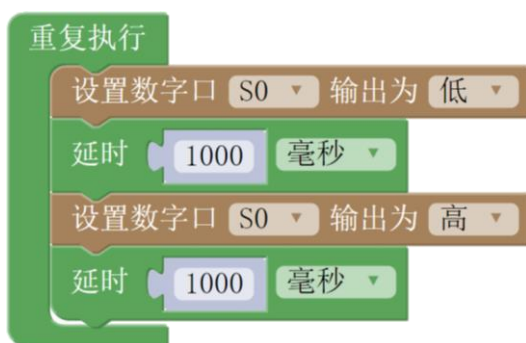 重复执行
设置数字口 S0 输出为 低
延时 1000 毫秒
设置数字口 S0 输出为 高
延时 1000 毫秒